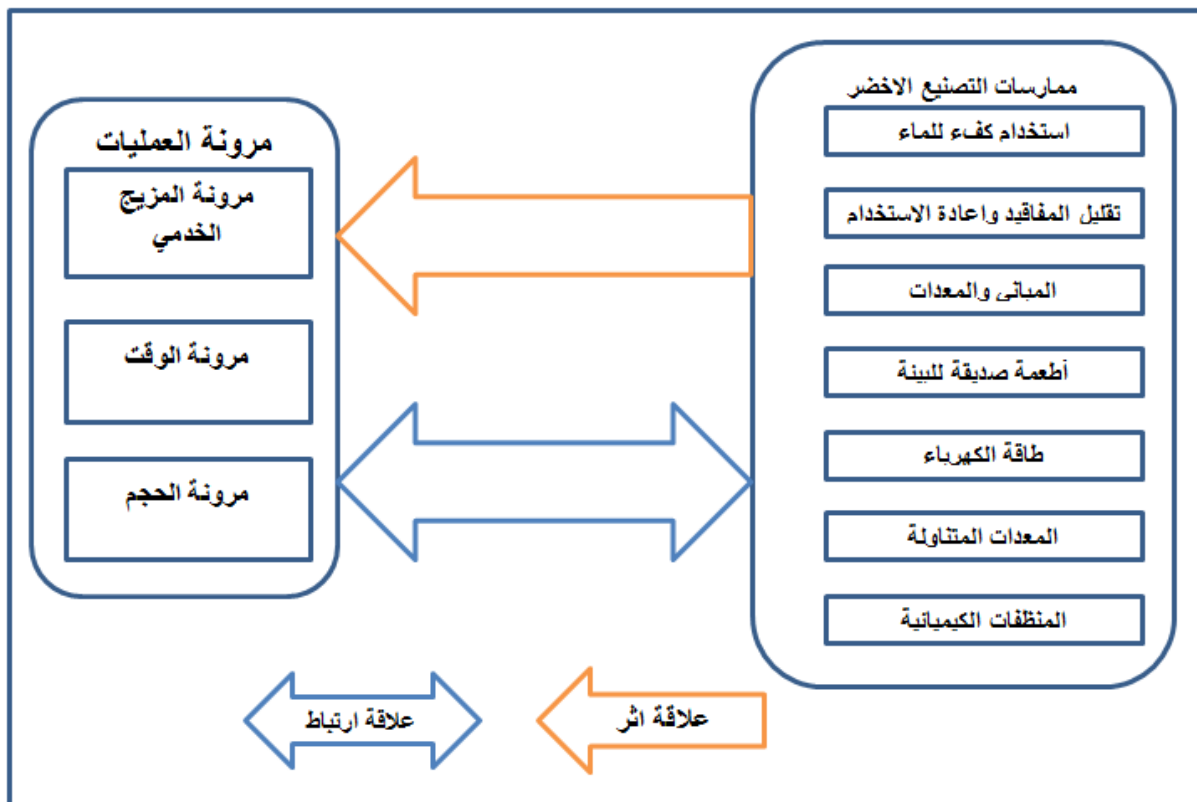 ممارسات التصنيع الاخضر
استخدام كفء للماء
تقليل المفاقيد واعادة الاستخدام
المباني والمعدات
أطعمة صديقة للبيئة
طاقة الكهرباء
المعدات المتناولة
المنظفات الكيميائية
مرونة العمليات
مرونة المزيج
الخدمي
مرونة الوقت
مرونة الحجم
علاقة اثر
علاقة ارتباط